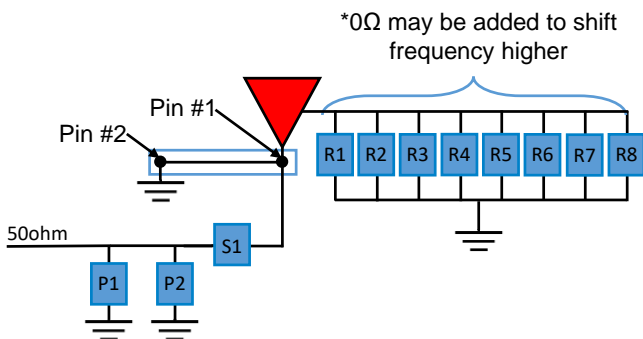 *0Ω may be added to shift
frequency higher
Pin #1
Pin #2
R1 R2 R3 R4 R5 R6 R7 R8
50ohm
S1
P1 P2